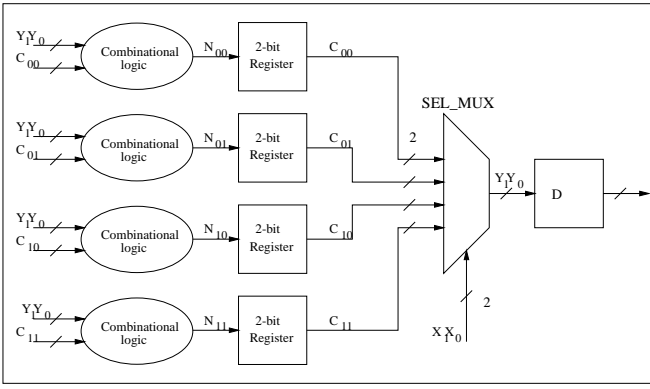 Y1Y0
C00
Combinational logic
N00
2-bit Register
C00
SEL_MUX
Y1Y0
C01
Combinational logic
N01
2-bit Register
C01
2
Y1Y0
D
Y1Y0
C10
Combinational logic
N10
2-bit Register
C10
Y1Y0
C11
Combinational logic
N11
2-bit Register
C11
2
X1X0